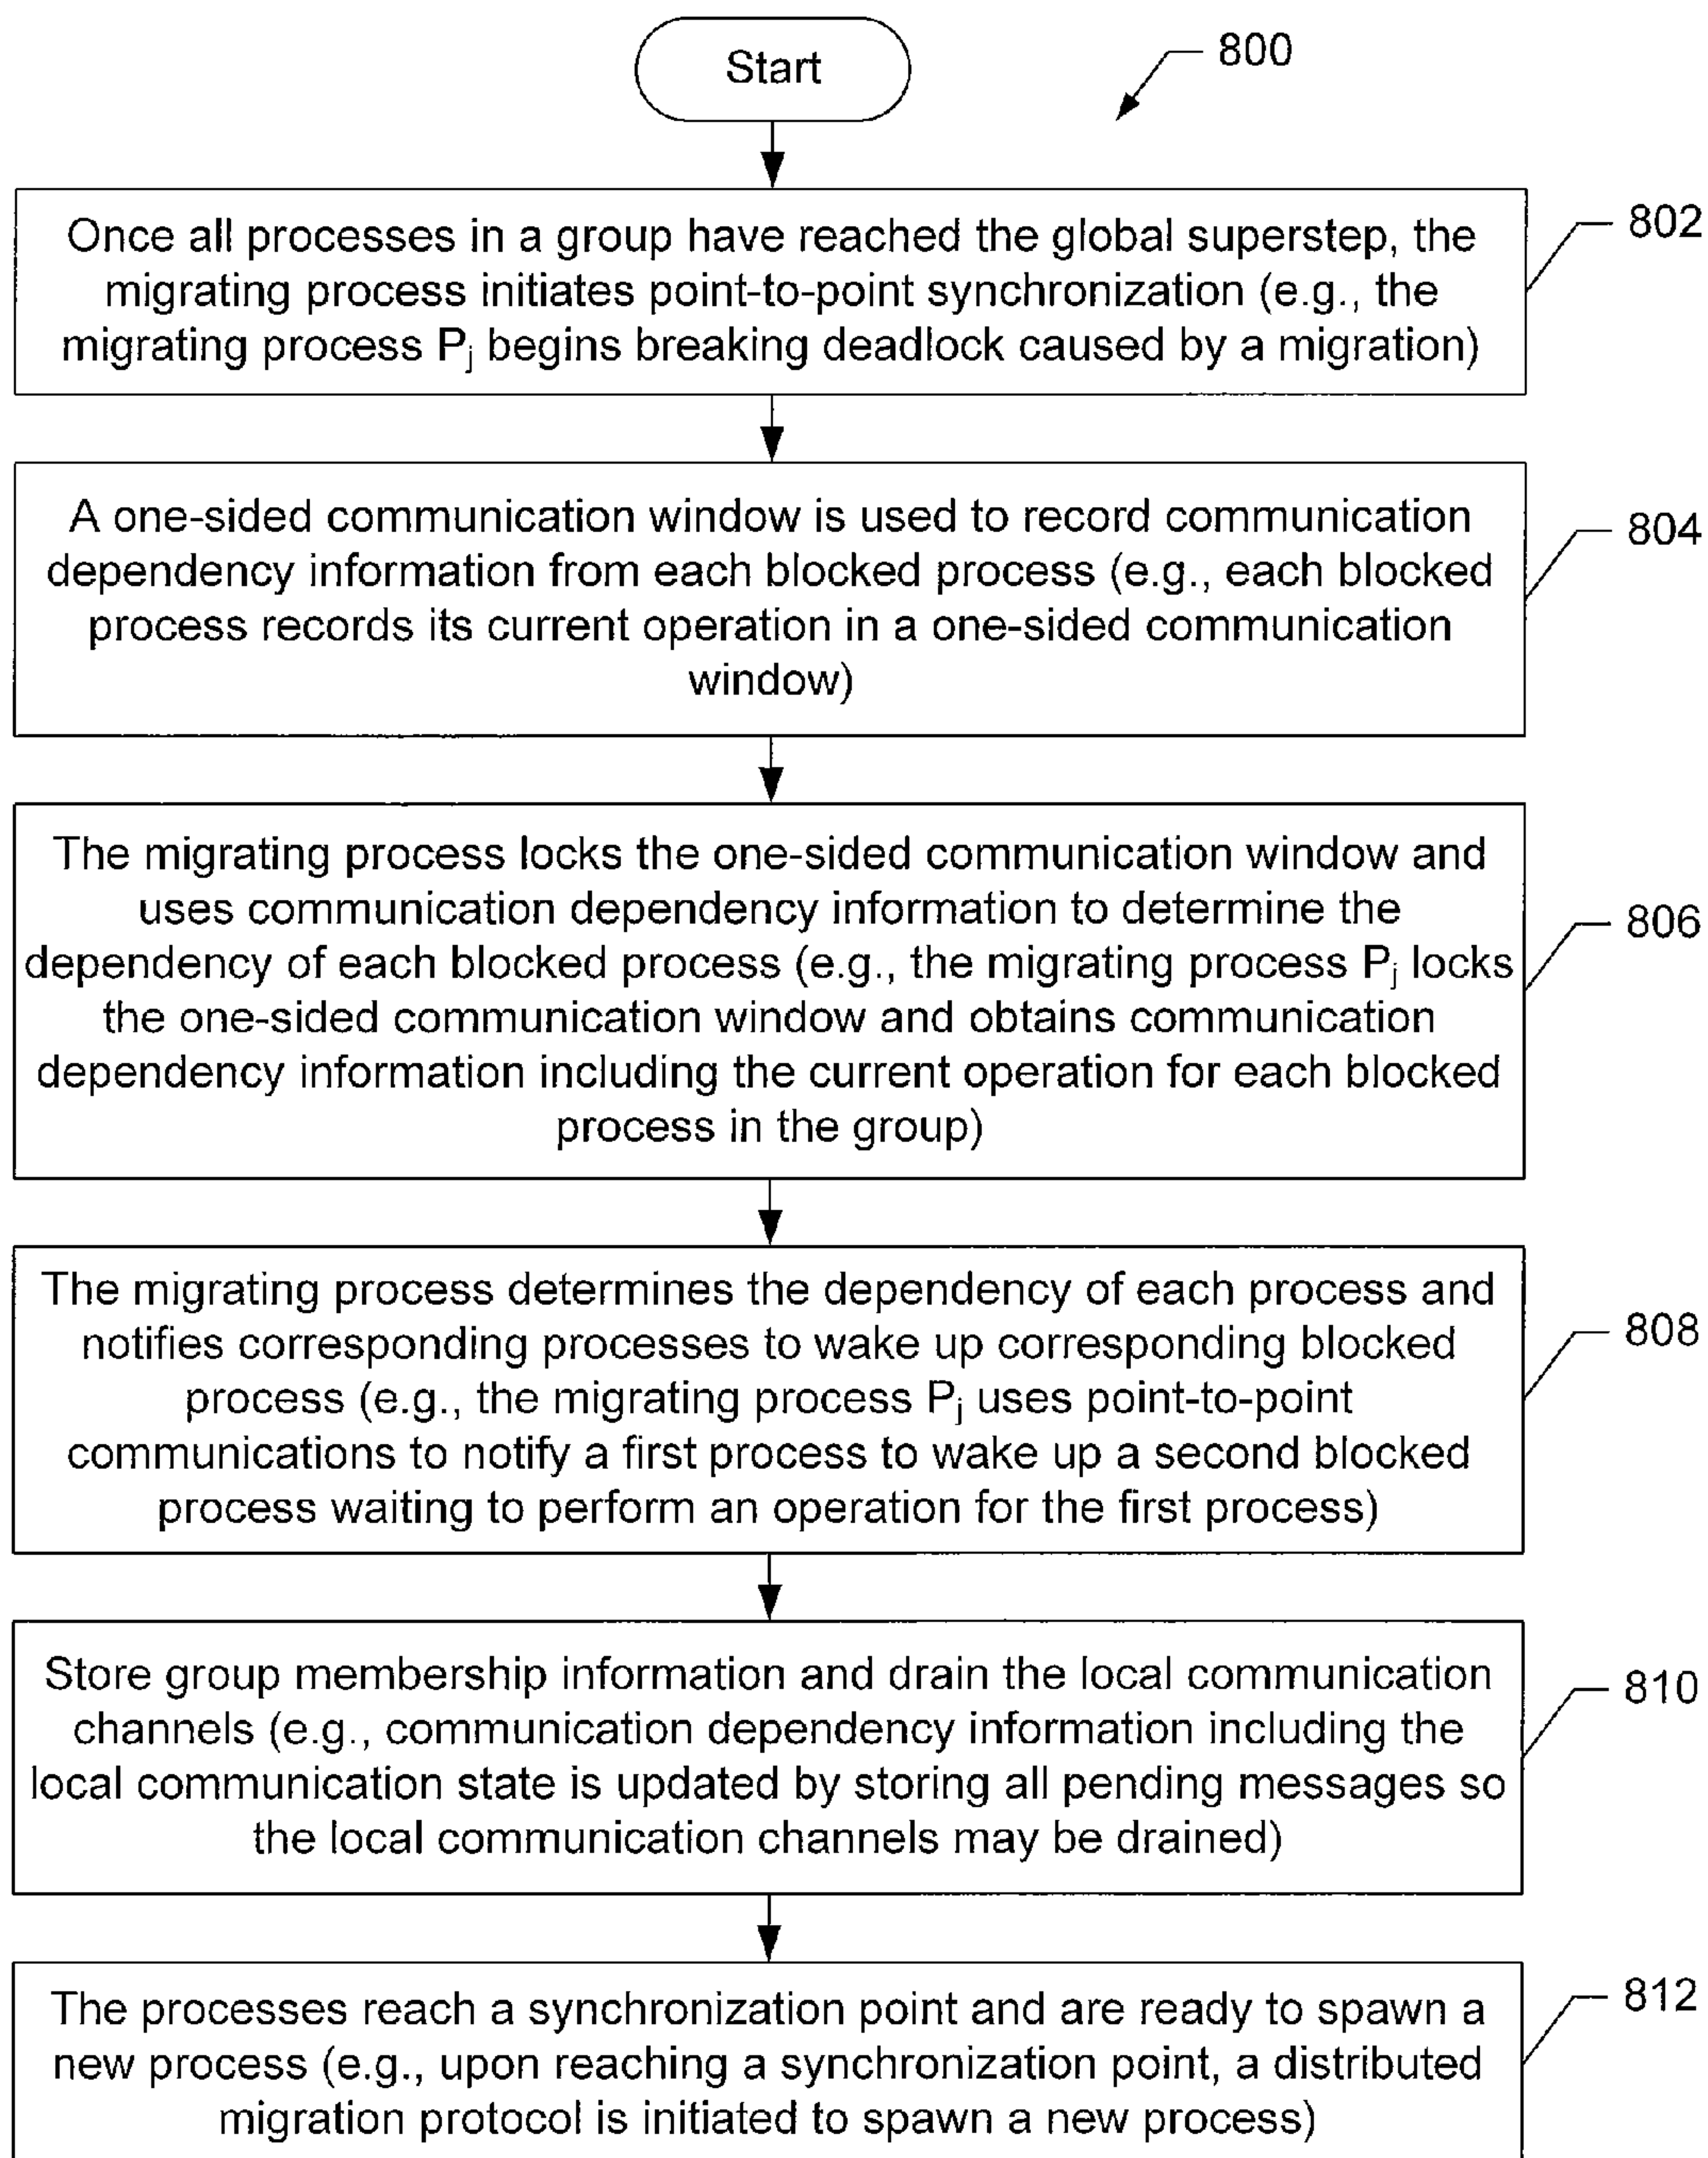 Start
800
Once all processes in a group have reached the global superstep, the
migrating process initiates point-to-point synchronization (e.g., the
migrating process Pj begins breaking deadlock caused by a migration)
802
A one-sided communication window is used to record communication
dependency information from each blocked process (e.g., each blocked
process records its current operation in a one-sided communication
window)
804
The migrating process locks the one-sided communication window and
uses communication dependency information to determine the
dependency of each blocked process (e.g., the migrating process Pj locks
the one-sided communication window and obtains communication
dependency information including the current operation for each blocked
process in the group)
806
The migrating process determines the dependency of each process and
notifies corresponding processes to wake up corresponding blocked
process (e.g., the migrating process Pj uses point-to-point
communications to notify a first process to wake up a second blocked
process waiting to perform an operation for the first process)
808
Store group membership information and drain the local communication
channels (e.g., communication dependency information including the
local communication state is updated by storing all pending messages so
the local communication channels may be drained)
810
The processes reach a synchronization point and are ready to spawn a
new process (e.g., upon reaching a synchronization point, a distributed
migration protocol is initiated to spawn a new process)
812